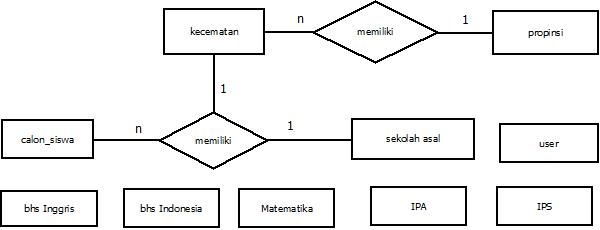 kecematan
n
memiliki
1
propinsi
1
calon_siswa
n
memiliki
1
sekolah asal
user
bhs Inggris
bhs Indonesia
Matematika
IPA
IPS